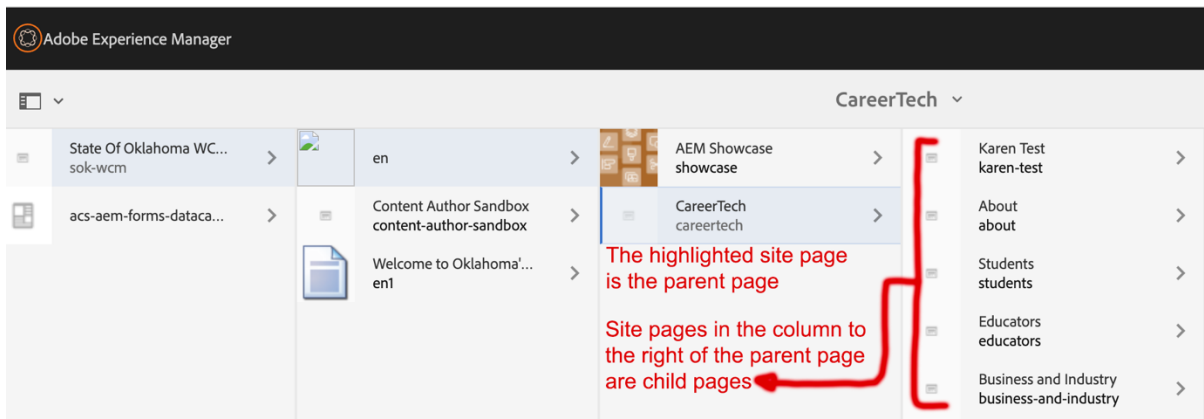 Adobe Experience Manager
CareerTech
State Of Oklahoma WC...
sok-wcm
acs-aem-forms-dataca...
en
Content Author Sandbox
content-author-sandbox
Welcome to Oklahoma'...
en1
AEM Showcase
showcase
CareerTech
careertech
The highlighted site page
is the parent page
Site pages in the column to
the right of the parent page
are child pages
Karen Test
karen-test
About
about
Students
students
Educators
educators
Business and Industry
business-and-industry